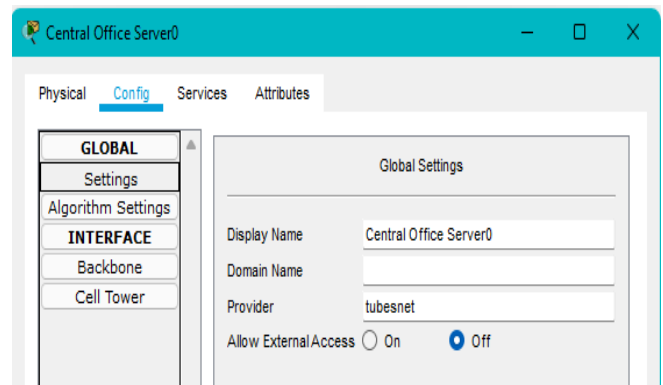 Central Office Server0
Physical Config Services Attributes
GLOBAL
Settings
Algorithm Settings
INTERFACE
Backbone
Cell Tower
Global Settings
Display Name Central Office Server0
Domain Name
Provider tubesnet
Allow External Access On Off